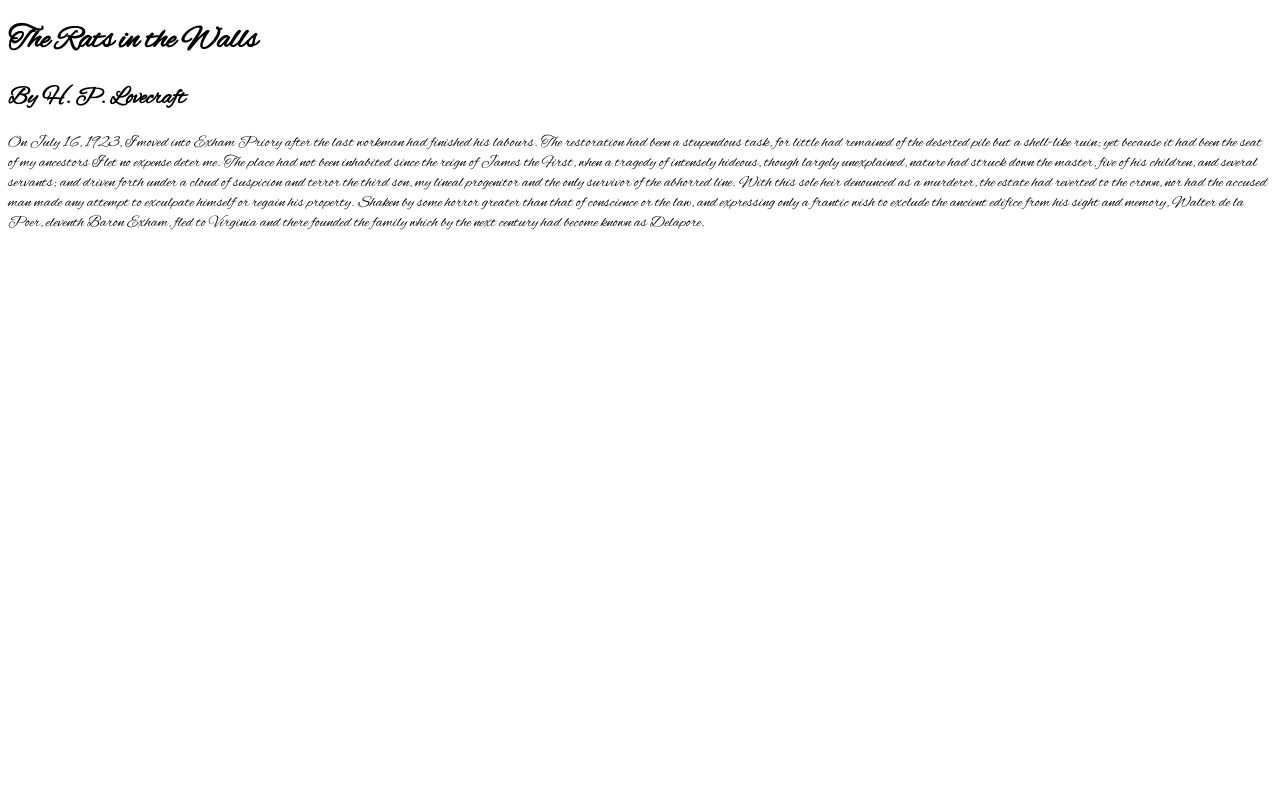 The Rats in the Walls
By H. P. Lovecraft
On July 16, 1923, I moved into Exham Priory after the last workman had finished his labours. The restoration had been a stupendous task, for little had remained of the deserted pile but a shell-like ruin; yet because it had been the seat
of my ancestors I let no expense deter me. The place had not been inhabited since the reign of James the First, when a tragedy of intensely hideous, though largely unexplained, nature had struck down the master, five of his children, and several
servants; and driven forth under a cloud of suspicion and terror the third son, my lineal progenitor and the only survivor of the abhorred line. With this sole heir denounced as a murderer, the estate had reverted to the crown, nor had the accused
man made any attempt to exculpate himself or regain his property. Shaken by some horror greater than that of conscience or the law, and expressing only a frantic wish to exclude the ancient edifice from his sight and memory, Walter de la
Poer, eleventh Baron Exham, fled to Virginia and there founded the family which by the next century had become known as Delapore.